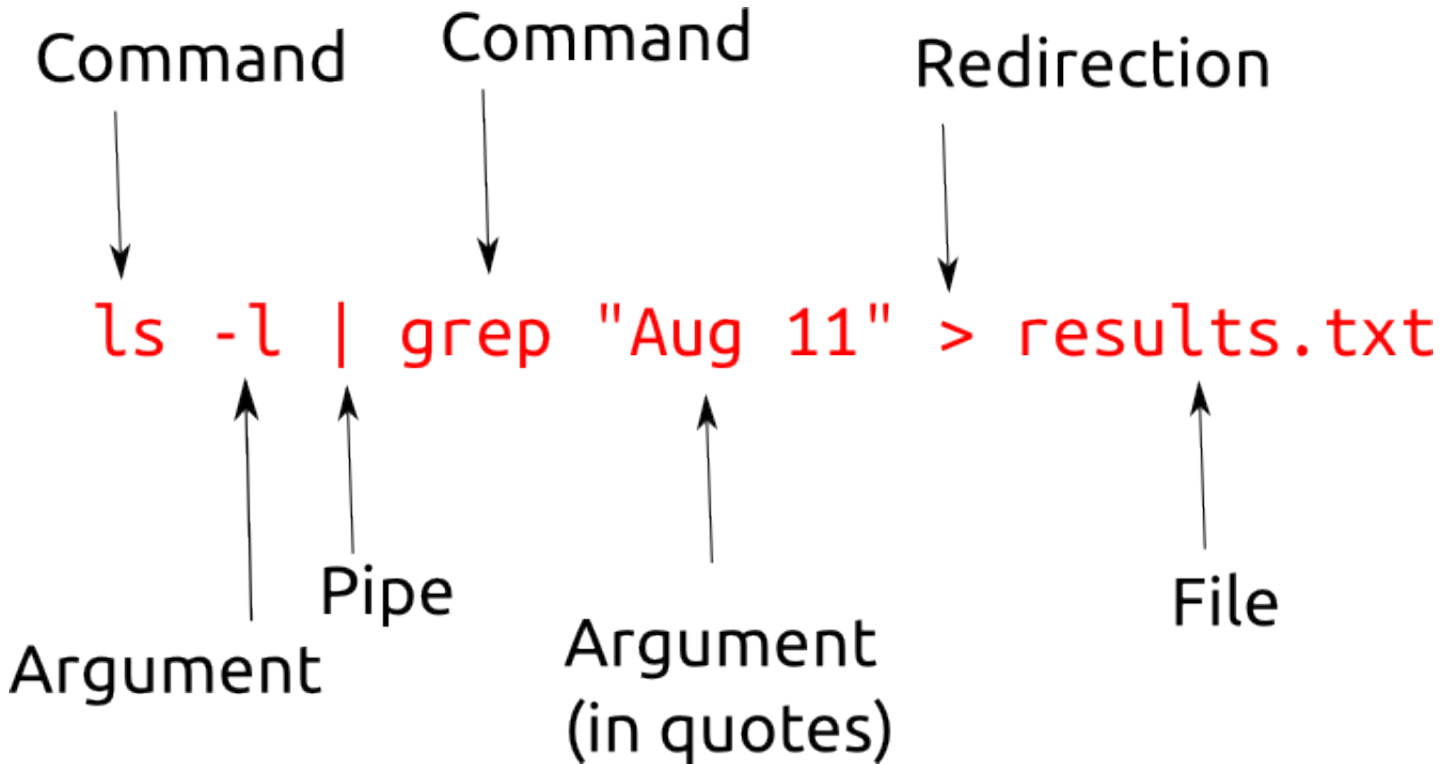 Command
Command
Redirection
ls -l | grep "Aug 11" > results.txt
Argument
Pipe
Argument
(in quotes)
File